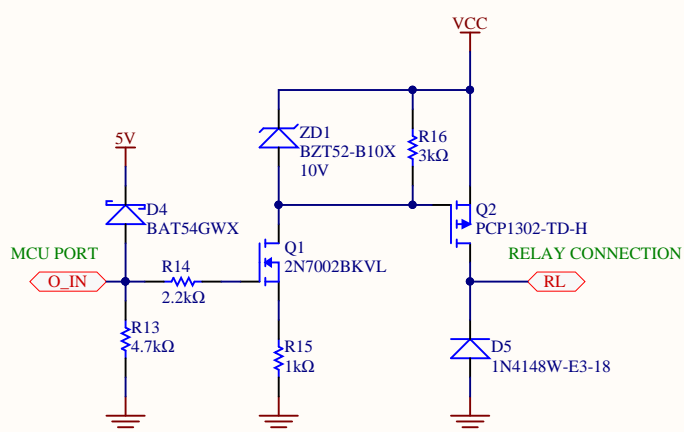 VCC
ZD1
BZT52-B10X
10V
R16
3kΩ
5V
D4
BAT54GWX
Q2
PCP1302-TD-H
MCU PORT
RELAY CONNECTION
O_IN
R14
2.2kΩ
Q1
2N7002BKVL
RL
R13
4.7kΩ
R15
1kΩ
D5
1N4148W-E3-18